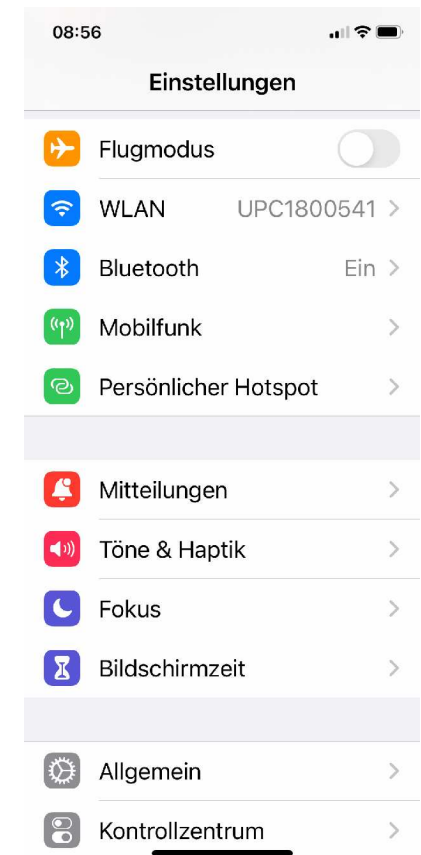 08:56
Einstellungen
Flugmodus
WLAN UPC1800541
Bluetooth Ein
Mobilfunk
Persönlicher Hotspot
Mitteilungen
Töne & Haptik
Fokus
Bildschirmzeit
Allgemein
Kontrollzentrum